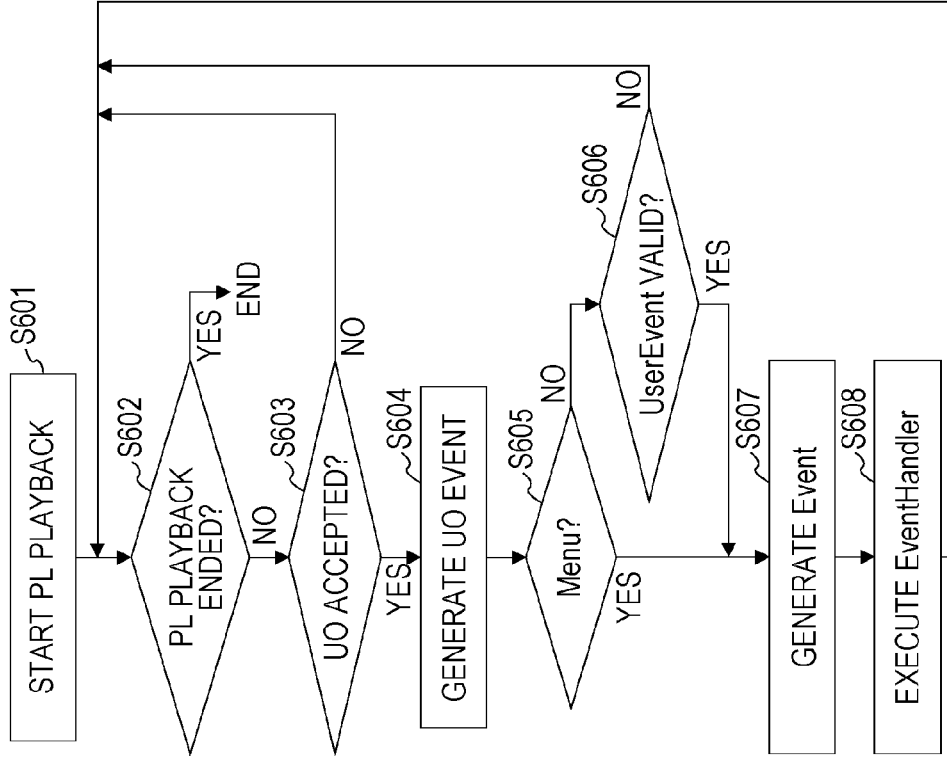 START PL PLAYBACK
S601
PL PLAYBACK
ENDED?
S602
YES
END
NO
UO ACCEPTED?
S603
NO
YES
GENERATE UO EVENT
S604
Menu?
S605
NO
YES
UserEvent VALID?
S606
NO
YES
GENERATE Event
S607
EXECUTE EventHandler
S608